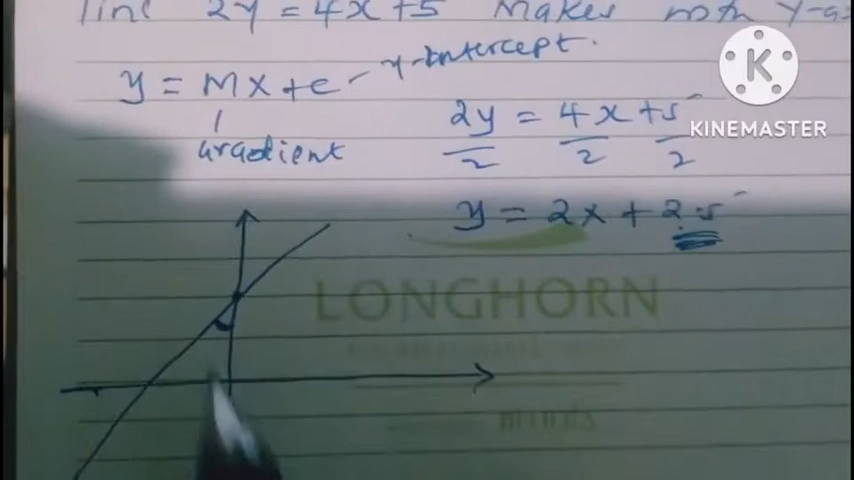 line 2y = 4x + 5 Makes with y-a
y = Mx + c - y-intercept.
gradient
2y = 4x + 5
2 2 2
y = 2x + 2.5
KINEMASTER
LONGHORN
minds